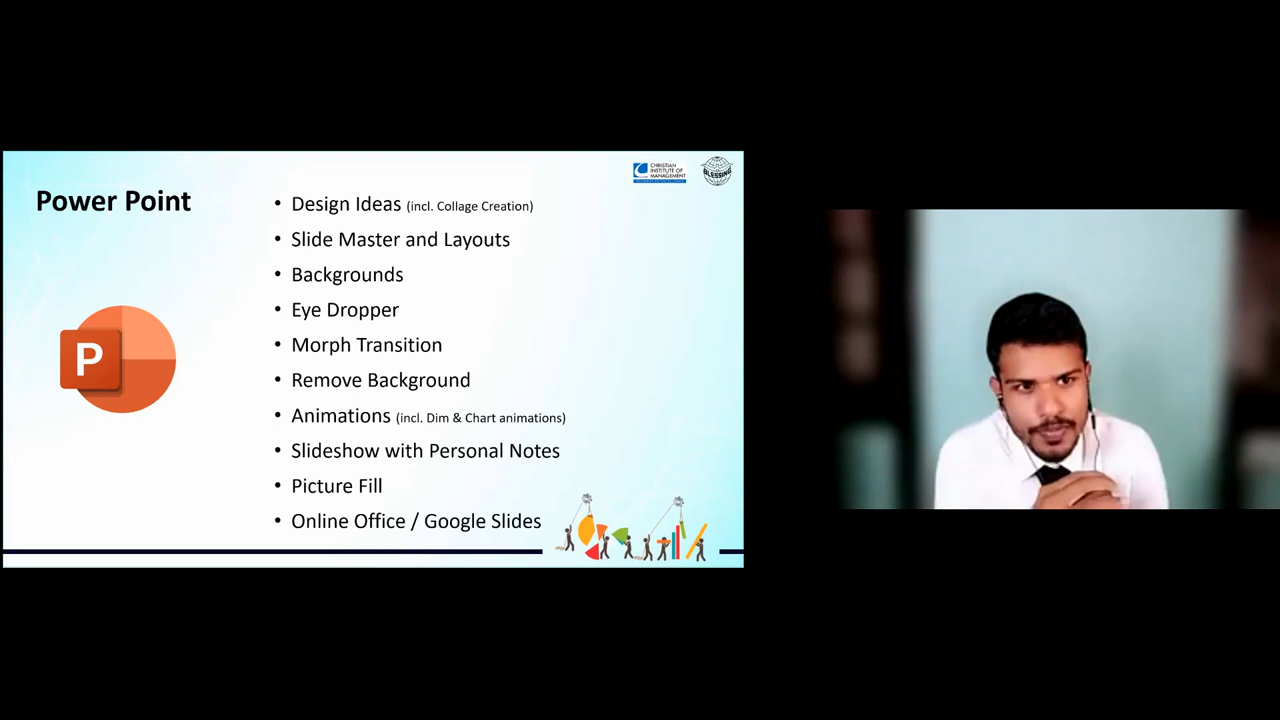 Power Point
P
• Design Ideas (incl. Collage Creation)
• Slide Master and Layouts
• Backgrounds
• Eye Dropper
• Morph Transition
• Remove Background
• Animations (incl. Dim & Chart animations)
• Slideshow with Personal Notes
• Picture Fill
• Online Office / Google Slides
CHRISTIAN
INSTITUTE OF
MANAGEMENT
BLESSING